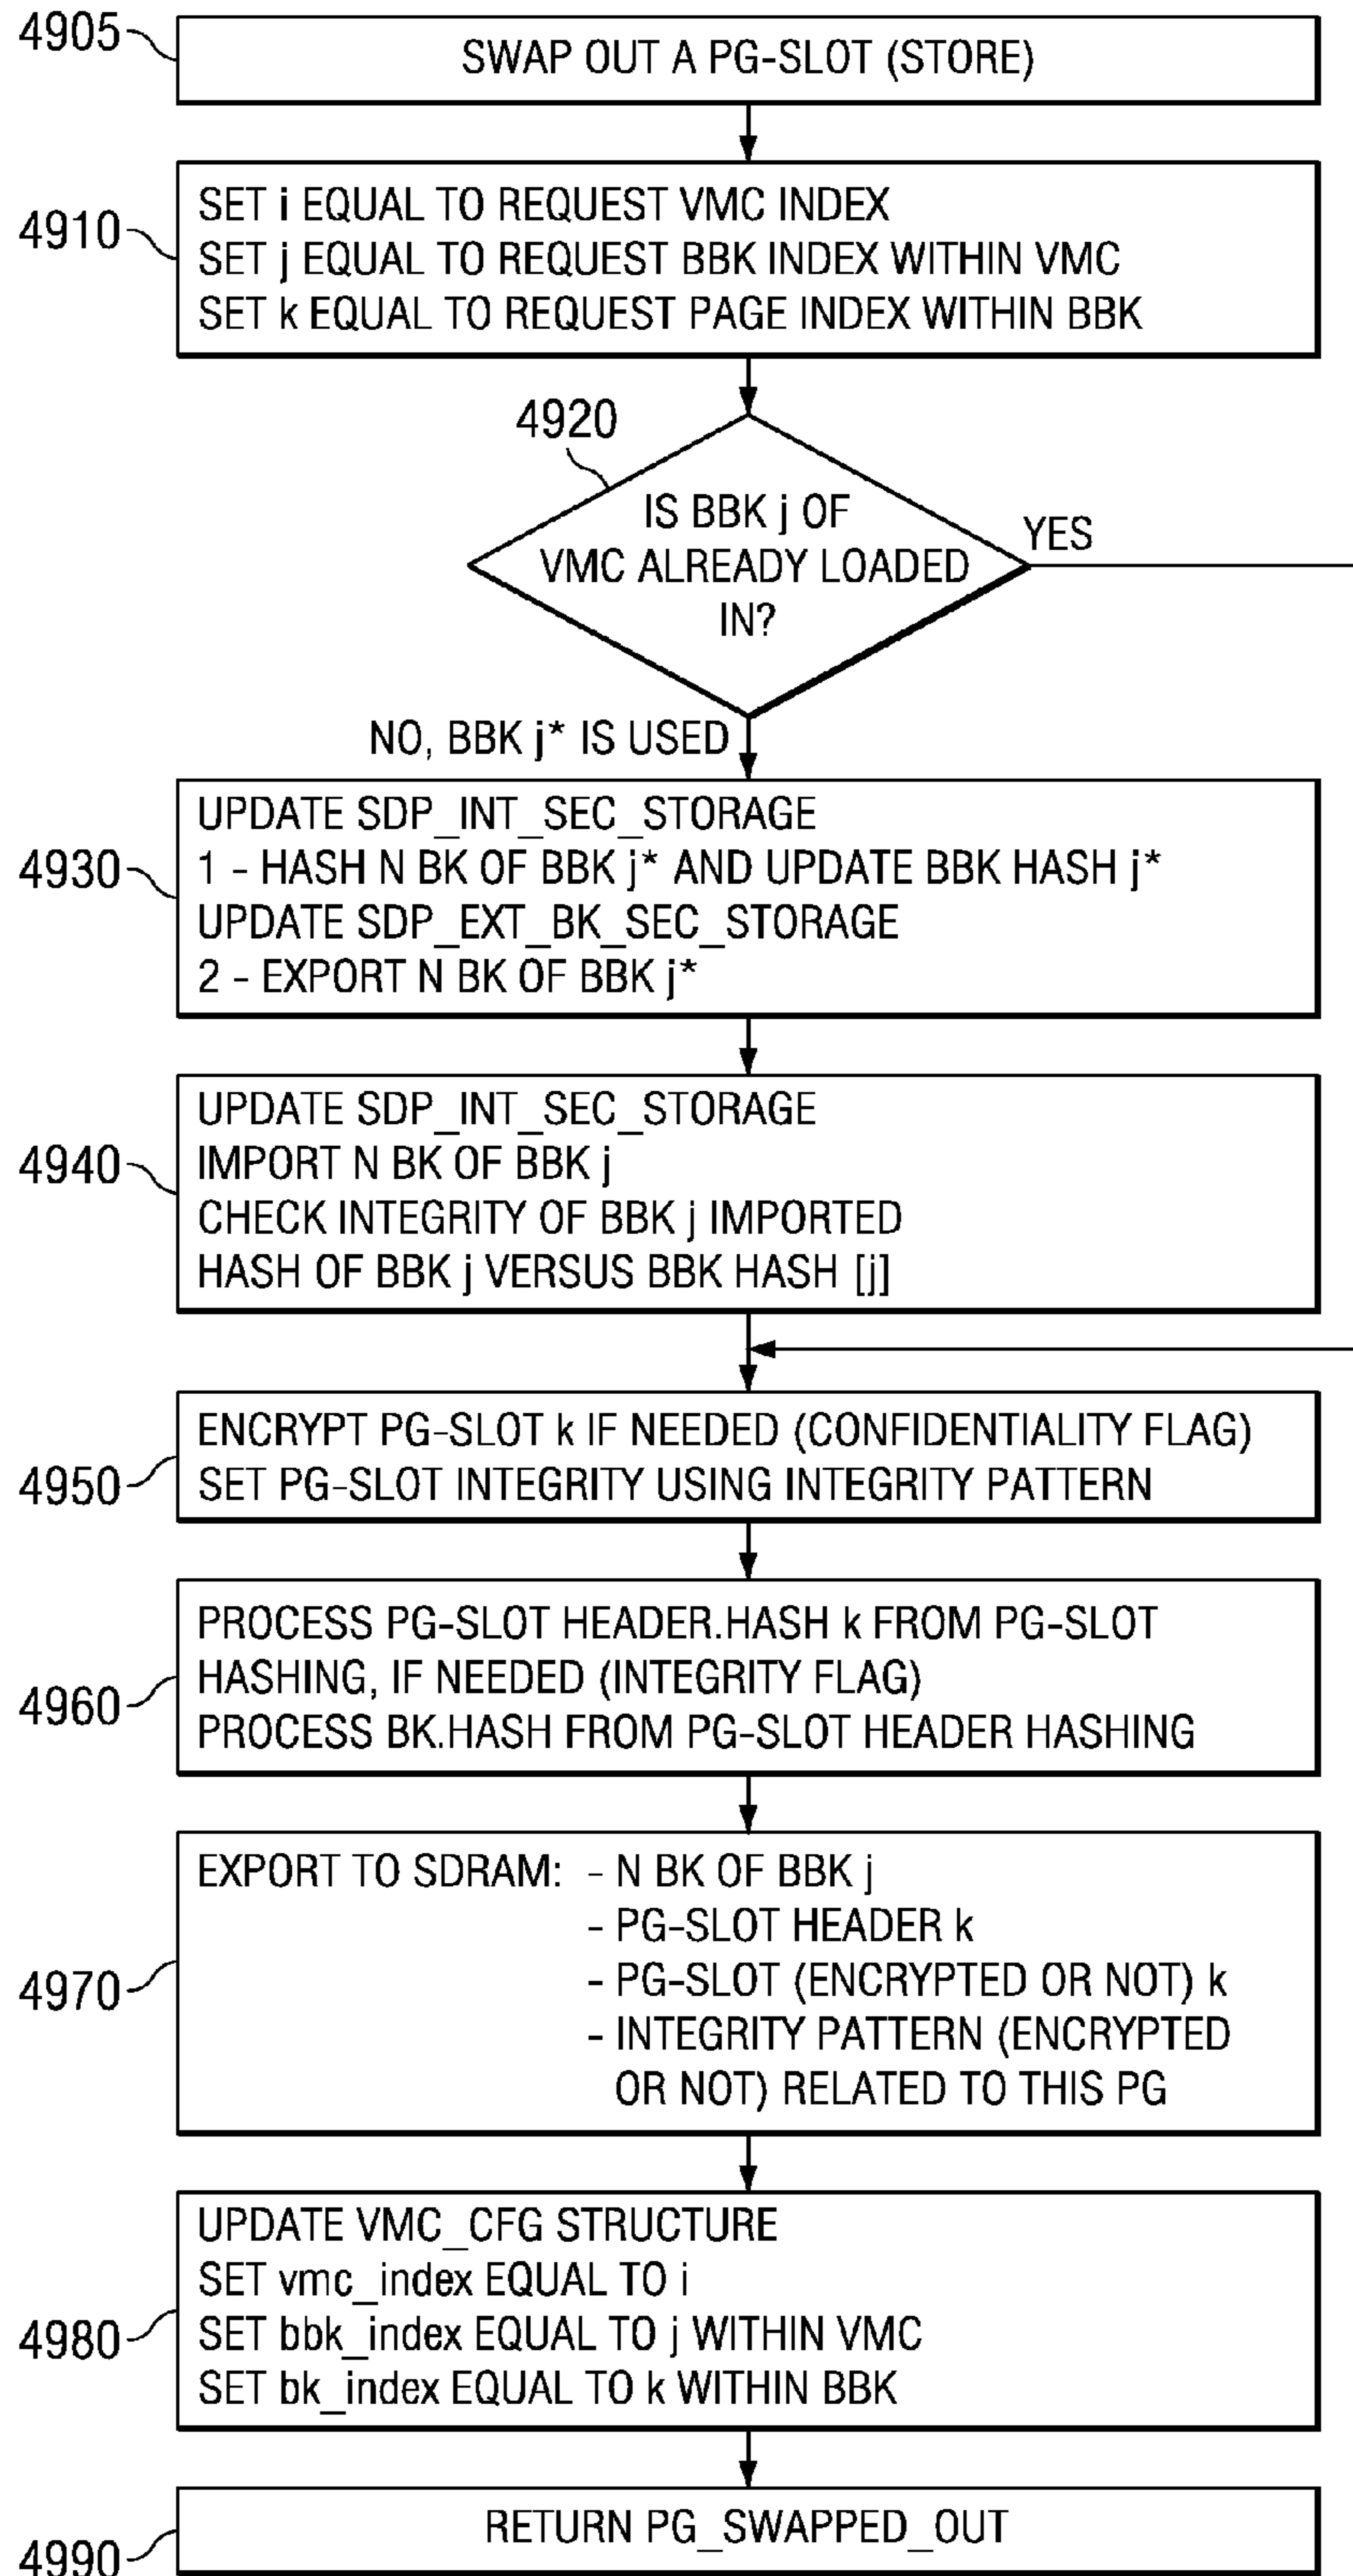 4905
SWAP OUT A PG-SLOT (STORE)
4910
SET i EQUAL TO REQUEST VMC INDEX
SET j EQUAL TO REQUEST BBK INDEX WITHIN VMC
SET k EQUAL TO REQUEST PAGE INDEX WITHIN BBK
4920
IS BBK j OF
VMC ALREADY LOADED
IN?
YES
NO, BBK j* IS USED
4930
UPDATE SDP_INT_SEC_STORAGE
1 - HASH N BK OF BBK j* AND UPDATE BBK HASH j*
UPDATE SDP_EXT_BK_SEC_STORAGE
2 - EXPORT N BK OF BBK j*
4940
UPDATE SDP_INT_SEC_STORAGE
IMPORT N BK OF BBK j
CHECK INTEGRITY OF BBK j IMPORTED
HASH OF BBK j VERSUS BBK HASH [j]
4950
ENCRYPT PG-SLOT k IF NEEDED (CONFIDENTIALITY FLAG)
SET PG-SLOT INTEGRITY USING INTEGRITY PATTERN
4960
PROCESS PG-SLOT HEADER.HASH k FROM PG-SLOT
HASHING, IF NEEDED (INTEGRITY FLAG)
PROCESS BK.HASH FROM PG-SLOT HEADER HASHING
4970
EXPORT TO SDRAM: - N BK OF BBK j
- PG-SLOT HEADER k
- PG-SLOT (ENCRYPTED OR NOT) k
- INTEGRITY PATTERN (ENCRYPTED
OR NOT) RELATED TO THIS PG
4980
UPDATE VMC_CFG STRUCTURE
SET vmc_index EQUAL TO i
SET bbk_index EQUAL TO j WITHIN VMC
SET bk_index EQUAL TO k WITHIN BBK
4990
RETURN PG_SWAPPED_OUT